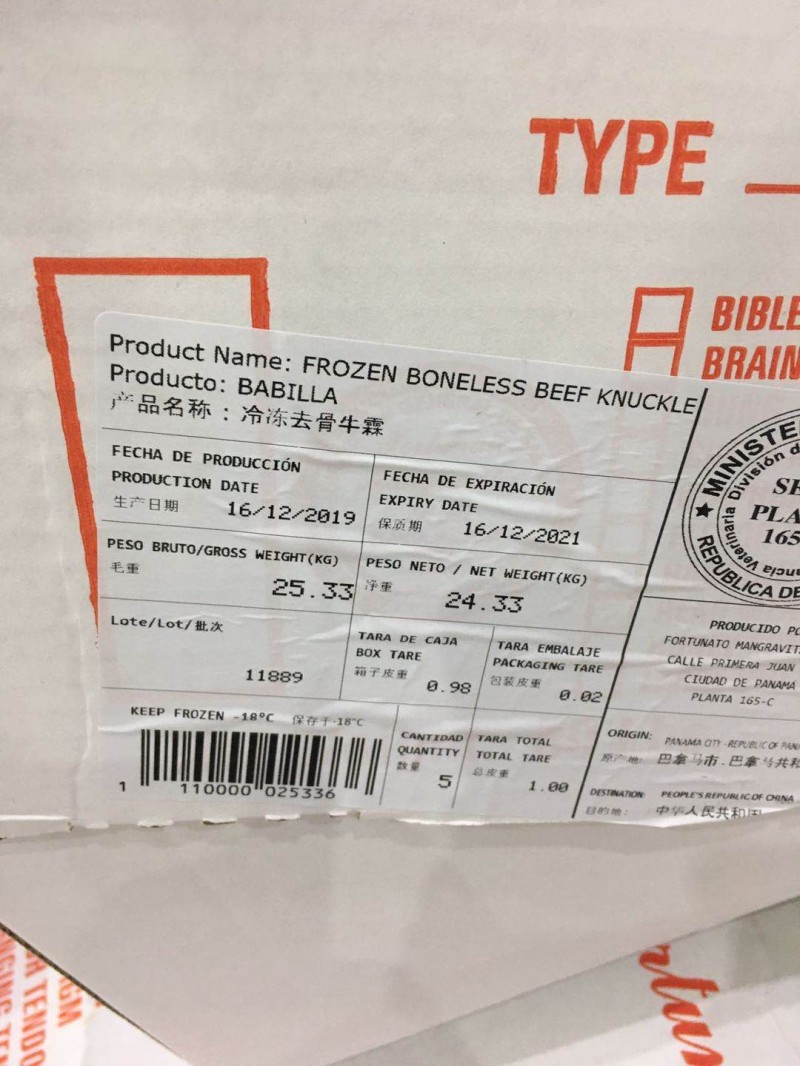 TYPE
BIBLE
BRAIN
Product Name: FROZEN BONELESS BEEF KNUCKLE
Producto: BABILLA
产品名称：冷冻去骨牛霖
FECHA DE PRODUCCIÓN
PRODUCTION DATE
生产日期 16/12/2019
FECHA DE EXPIRACIÓN
EXPIRY DATE
保质期 16/12/2021
PESO BRUTO/GROSS WEIGHT(KG)
毛重
25.33
PESO NETO / NET WEIGHT(KG)
净重
24.33
Lote/Lot/批次
11889
TARA DE CAJA
BOX TARE
箱子皮重
0.98
TARA EMBALAJE
PACKAGING TARE
包装皮重
0.02
KEEP FROZEN -18°C 保存于-18°C
1 110000 025336
CANTIDAD
QUANTITY
数量
5
TARA TOTAL
TOTAL TARE
总皮重
1.00
MINISTE
División d
Veterinaria
SE
PLA
165
REPUBLICA DE
PRODUCIDO PO
FORTUNATO MANGRAVIT
CALLE PRIMERA JUAN
CIUDAD DE PANAMA
PLANTA 165-C
ORIGIN: PANAMA CITY - REPUBLIC OF PAN
原产地: 巴拿马市.巴拿马共和
DESTINATION: PEOPLE'S REPUBLIC OF CHINA
目的地: 中华人民共和国
TENDO